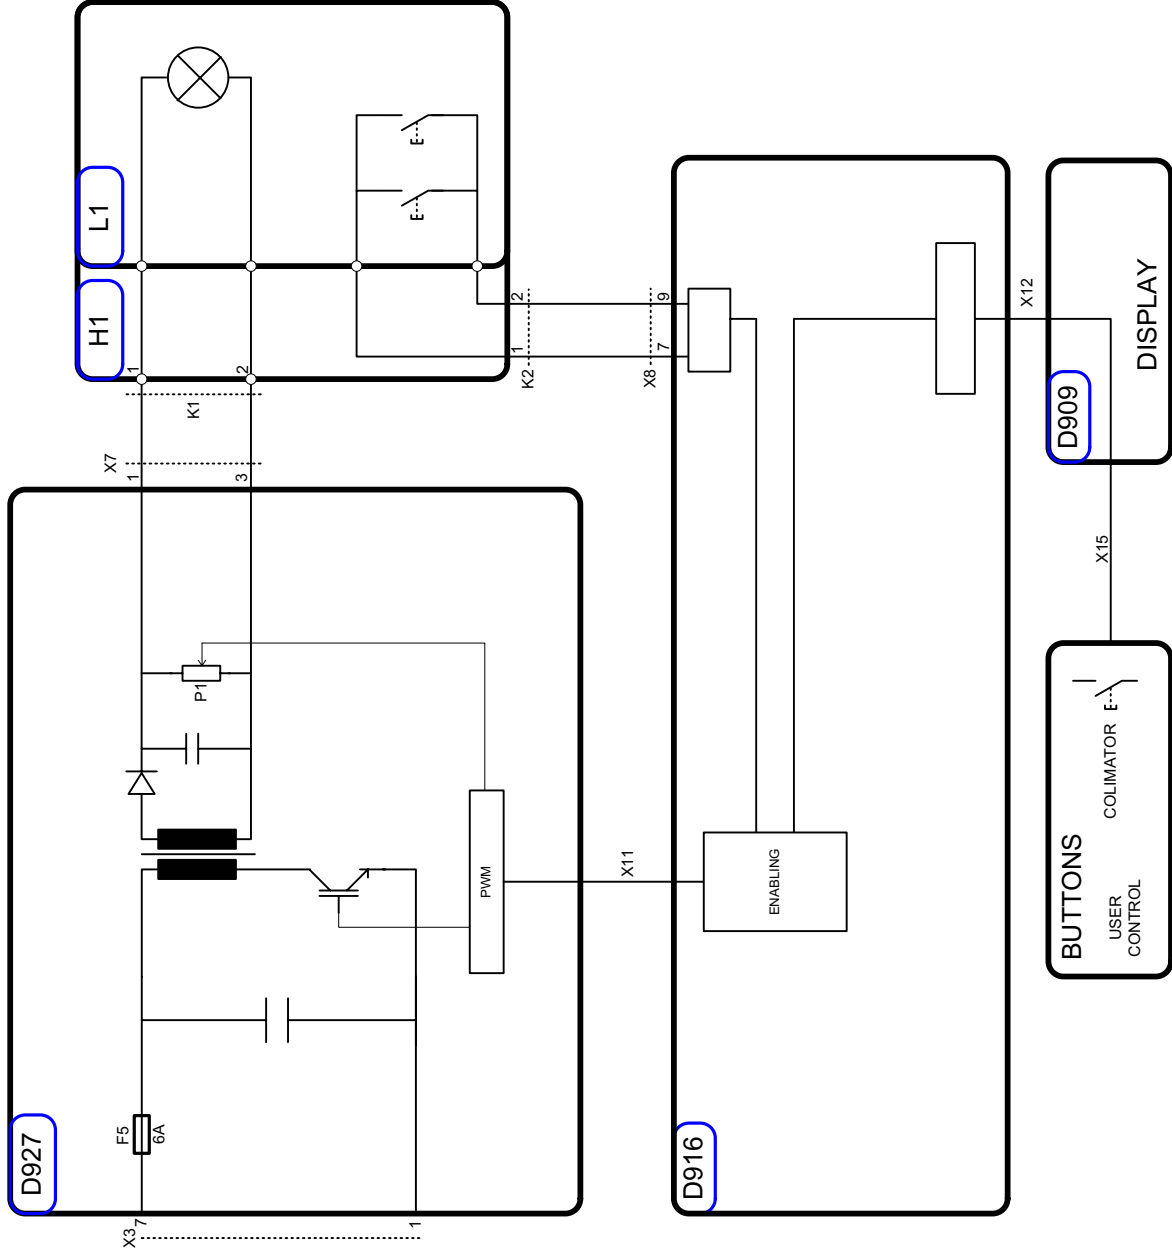 L1
H1
1
2
K1
X7
1
3
1
2
K2
X8
7
9
P1
PWM
F5
6A
D927
X3
7
1
X11
ENABLING
D916
X12
D909
DISPLAY
X15
BUTTONS
USER
CONTROL
COLIMATOR